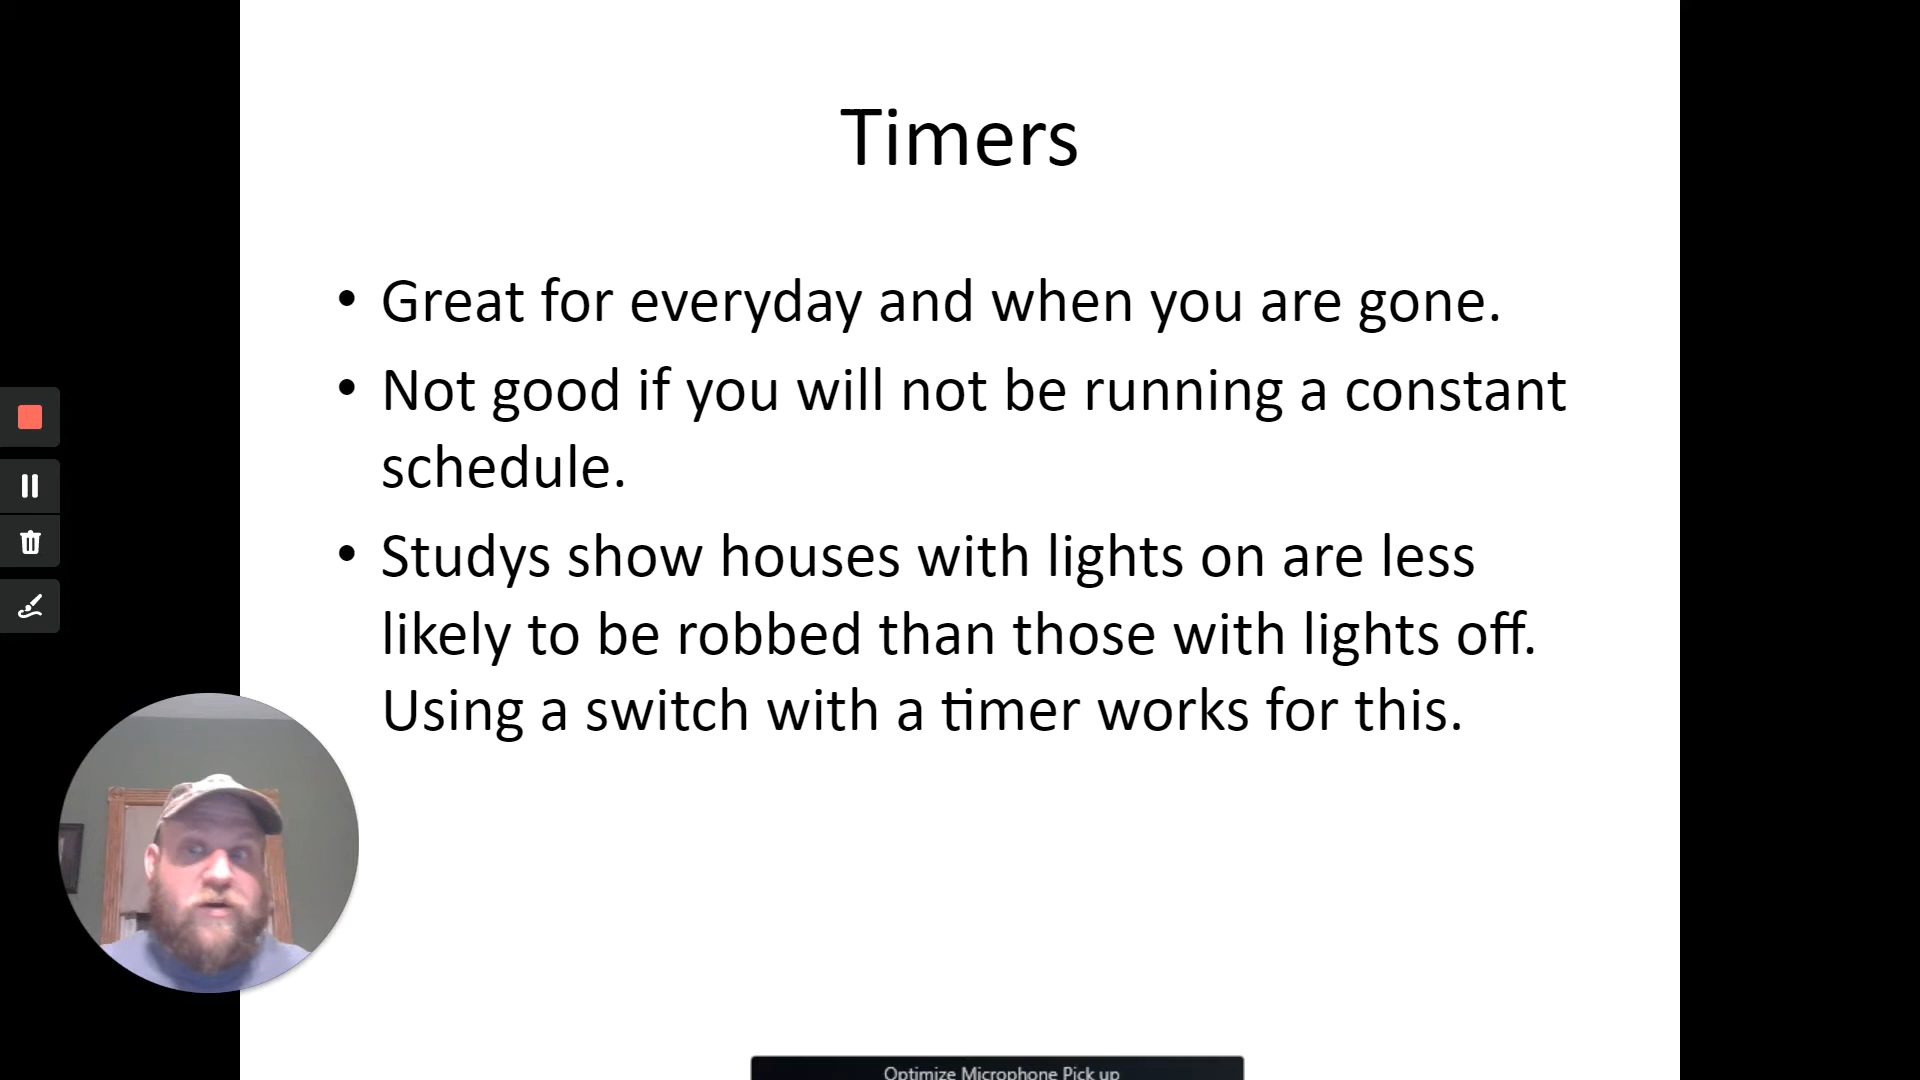 Timers
• Great for everyday and when you are gone.
• Not good if you will not be running a constant
schedule.
• Studys show houses with lights on are less
likely to be robbed than those with lights off.
Using a switch with a timer works for this.
Optimize Microphone Pick up